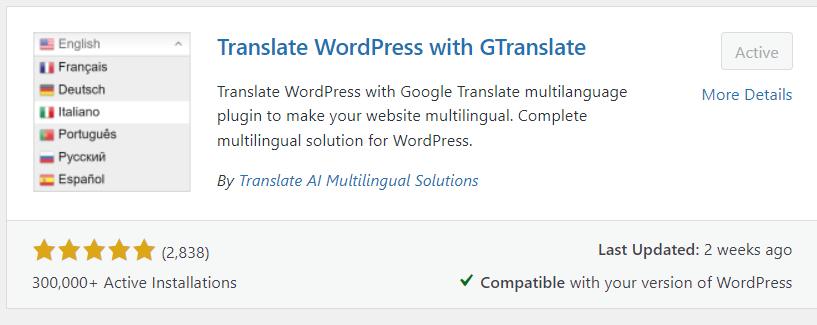 English
Français
Deutsch
Italiano
Português
Русский
Español
Translate WordPress with GTranslate
Active
More Details
Translate WordPress with Google Translate multilanguage
plugin to make your website multilingual. Complete
multilingual solution for WordPress.
By Translate AI Multilingual Solutions
(2,838)
300,000+ Active Installations
Last Updated: 2 weeks ago
Compatible with your version of WordPress